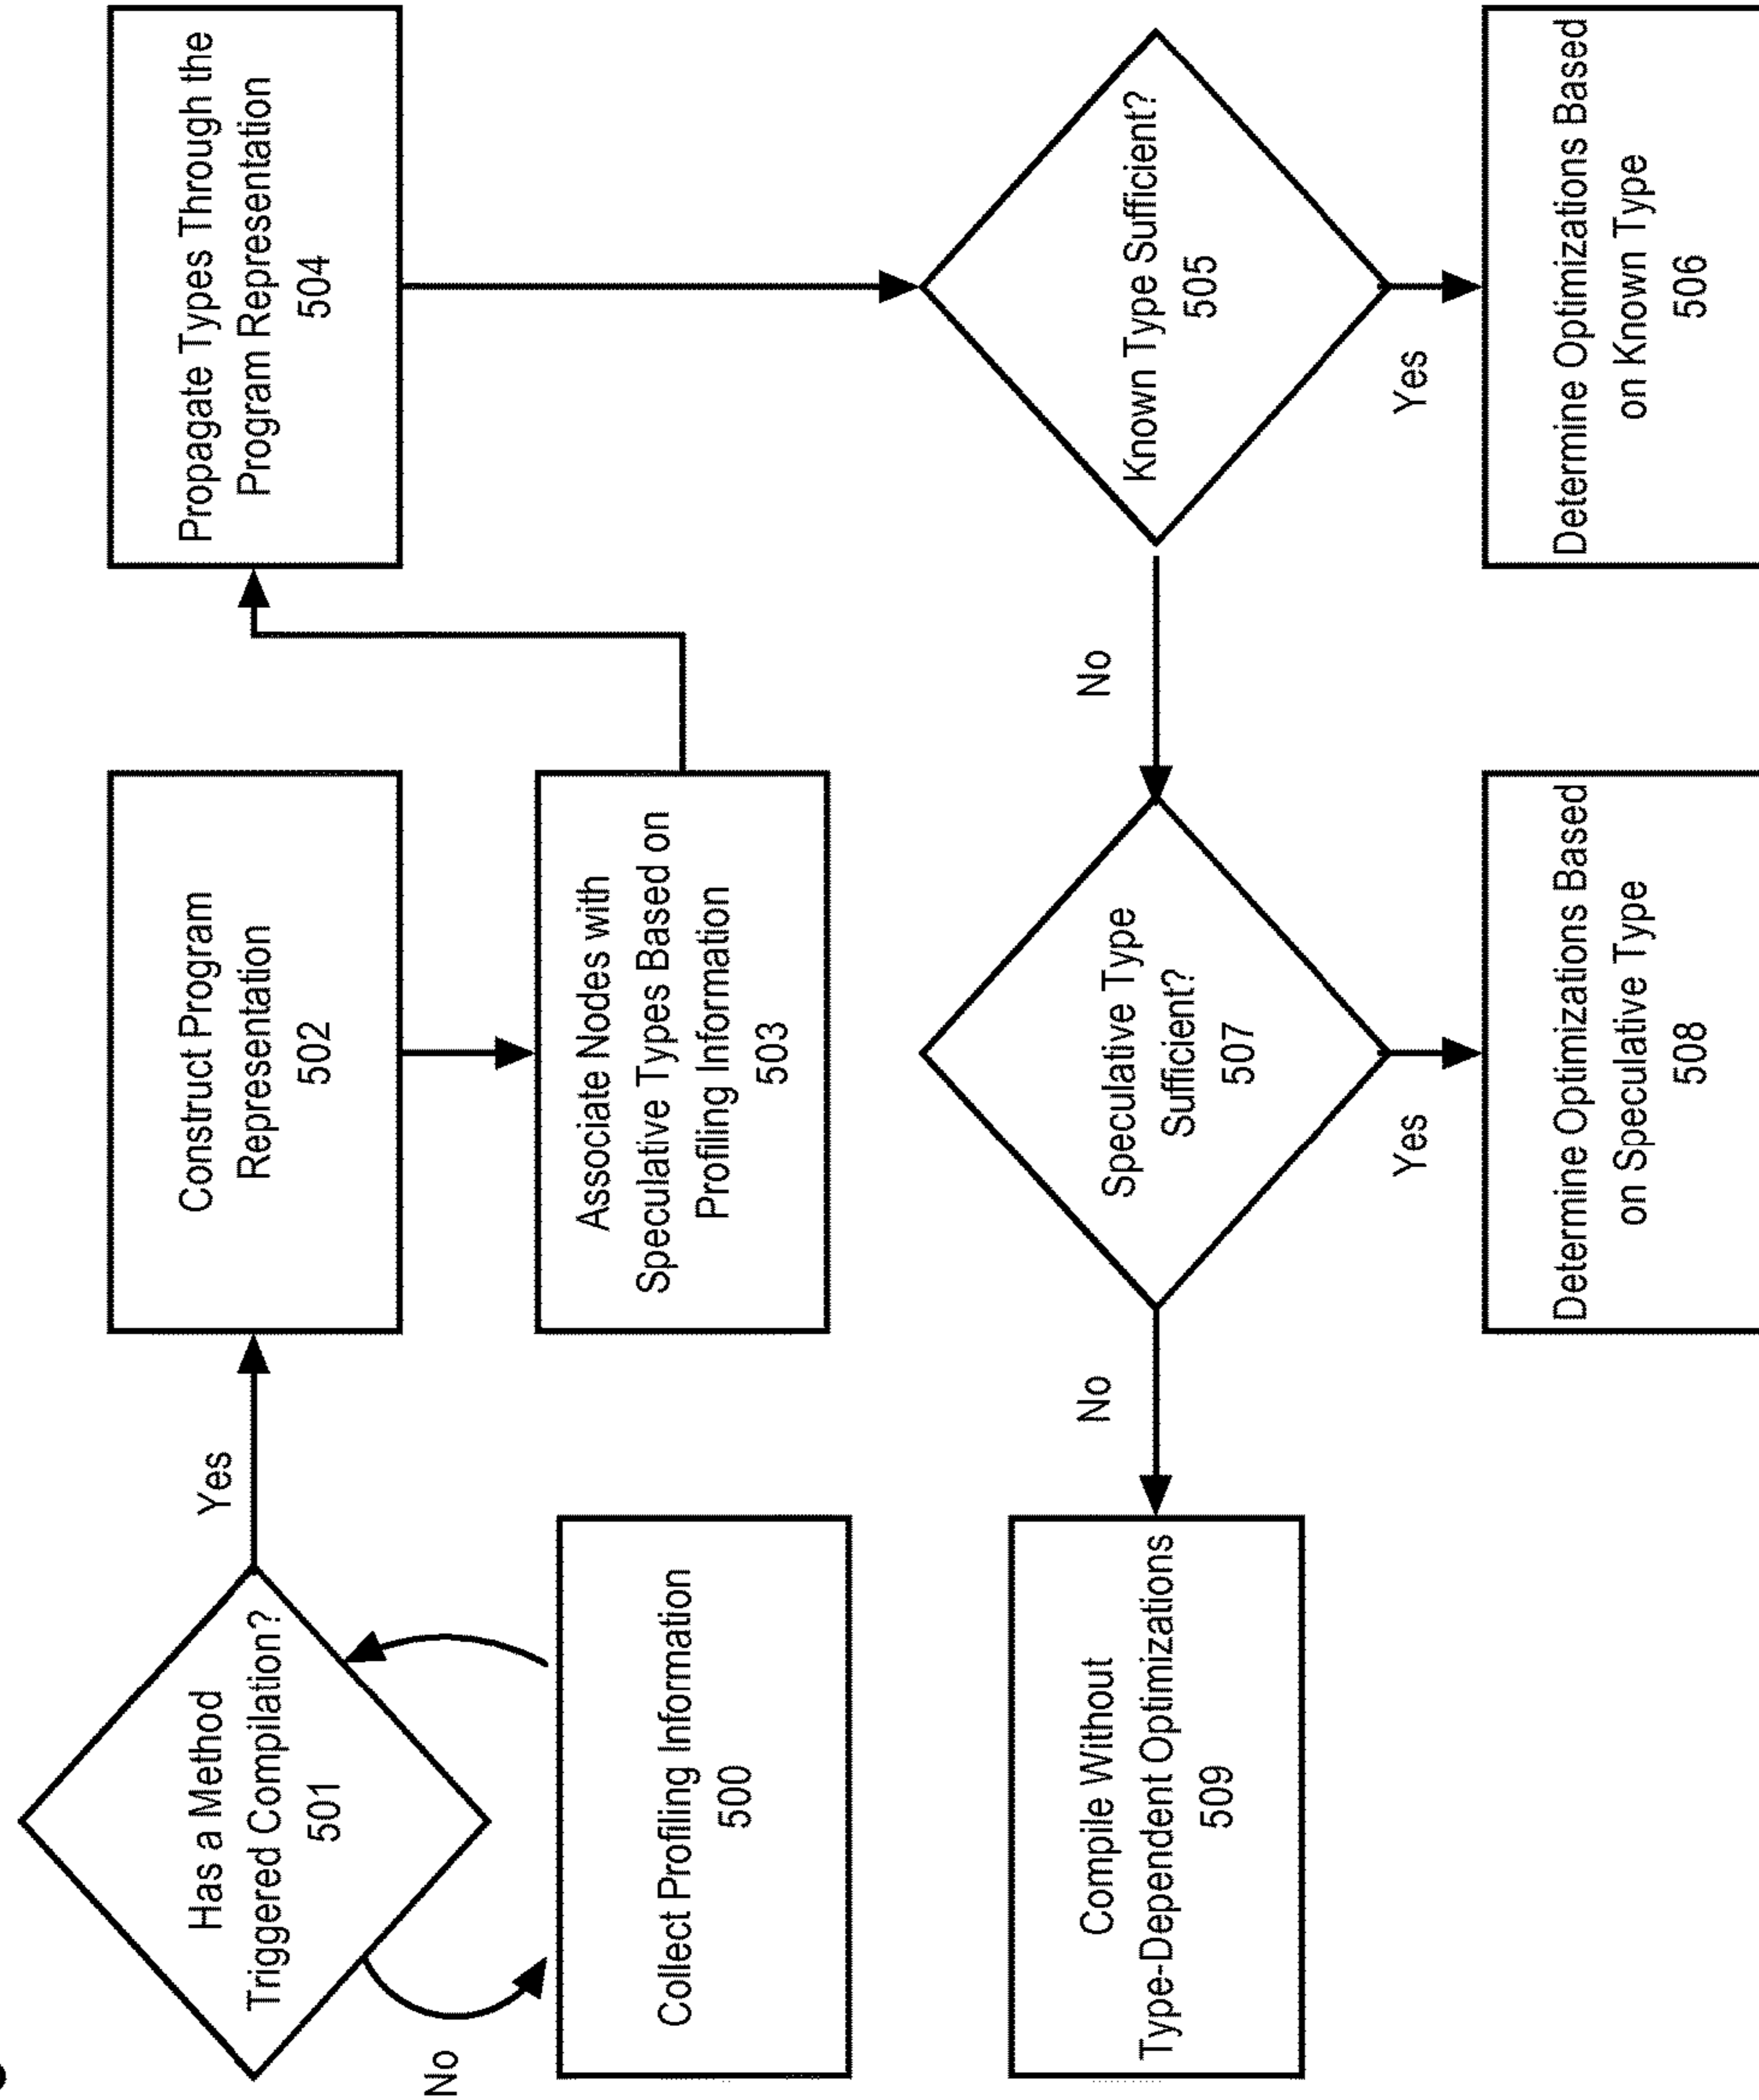 Has a Method
Triggered Compilation?
501
Yes
No
Collect Profiling Information
500
Construct Program
Representation
502
Associate Nodes with
Speculative Types Based on
Profiling Information
503
Propagate Types Through the
Program Representation
504
Known Type Sufficient?
505
Yes
No
Determine Optimizations Based
on Known Type
506
Speculative Type
Sufficient?
507
Yes
No
Determine Optimizations Based
on Speculative Type
508
Compile Without
Type-Dependent Optimizations
509